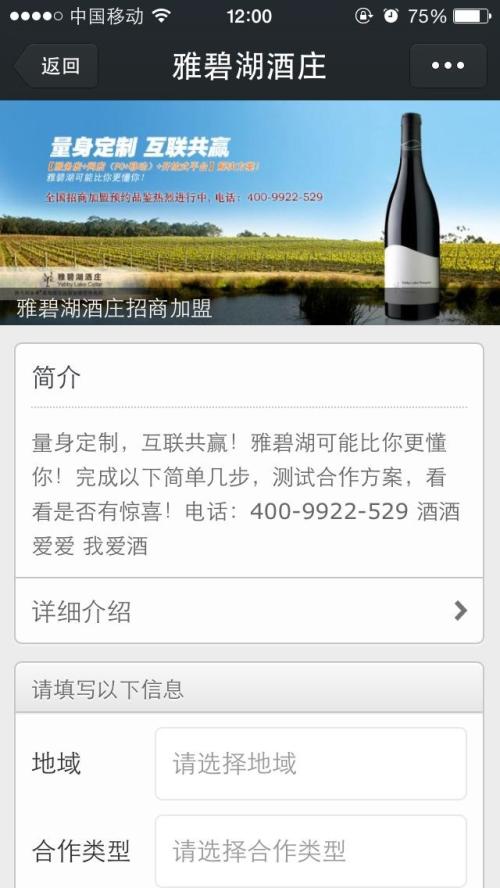 中国移动 12:00 75%
返回 雅碧湖酒庄
量身定制 互联共赢
雅碧湖可能比你更懂你！
全国招商加盟预约品鉴热烈进行中，电话：400-9922-529
雅碧湖酒庄
Yabby Lake Cellar
雅碧湖酒庄招商加盟
简介
量身定制，互联共赢！雅碧湖可能比你更懂
你！完成以下简单几步，测试合作方案，看
看是否有惊喜！电话：400-9922-529 酒酒
爱爱 我爱酒
详细介绍
请填写以下信息
地域 请选择地域
合作类型 请选择合作类型